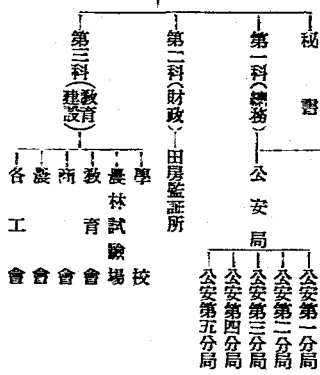 秘書
第一科(總務)
公安局
公安第一分局
公安第二分局
公安第三分局
公安第四分局
公安第五分局
第二科(財政)
田房監証所
第三科(教育建設)
學校
農林試驗場
教育會
商會
農會
各工會